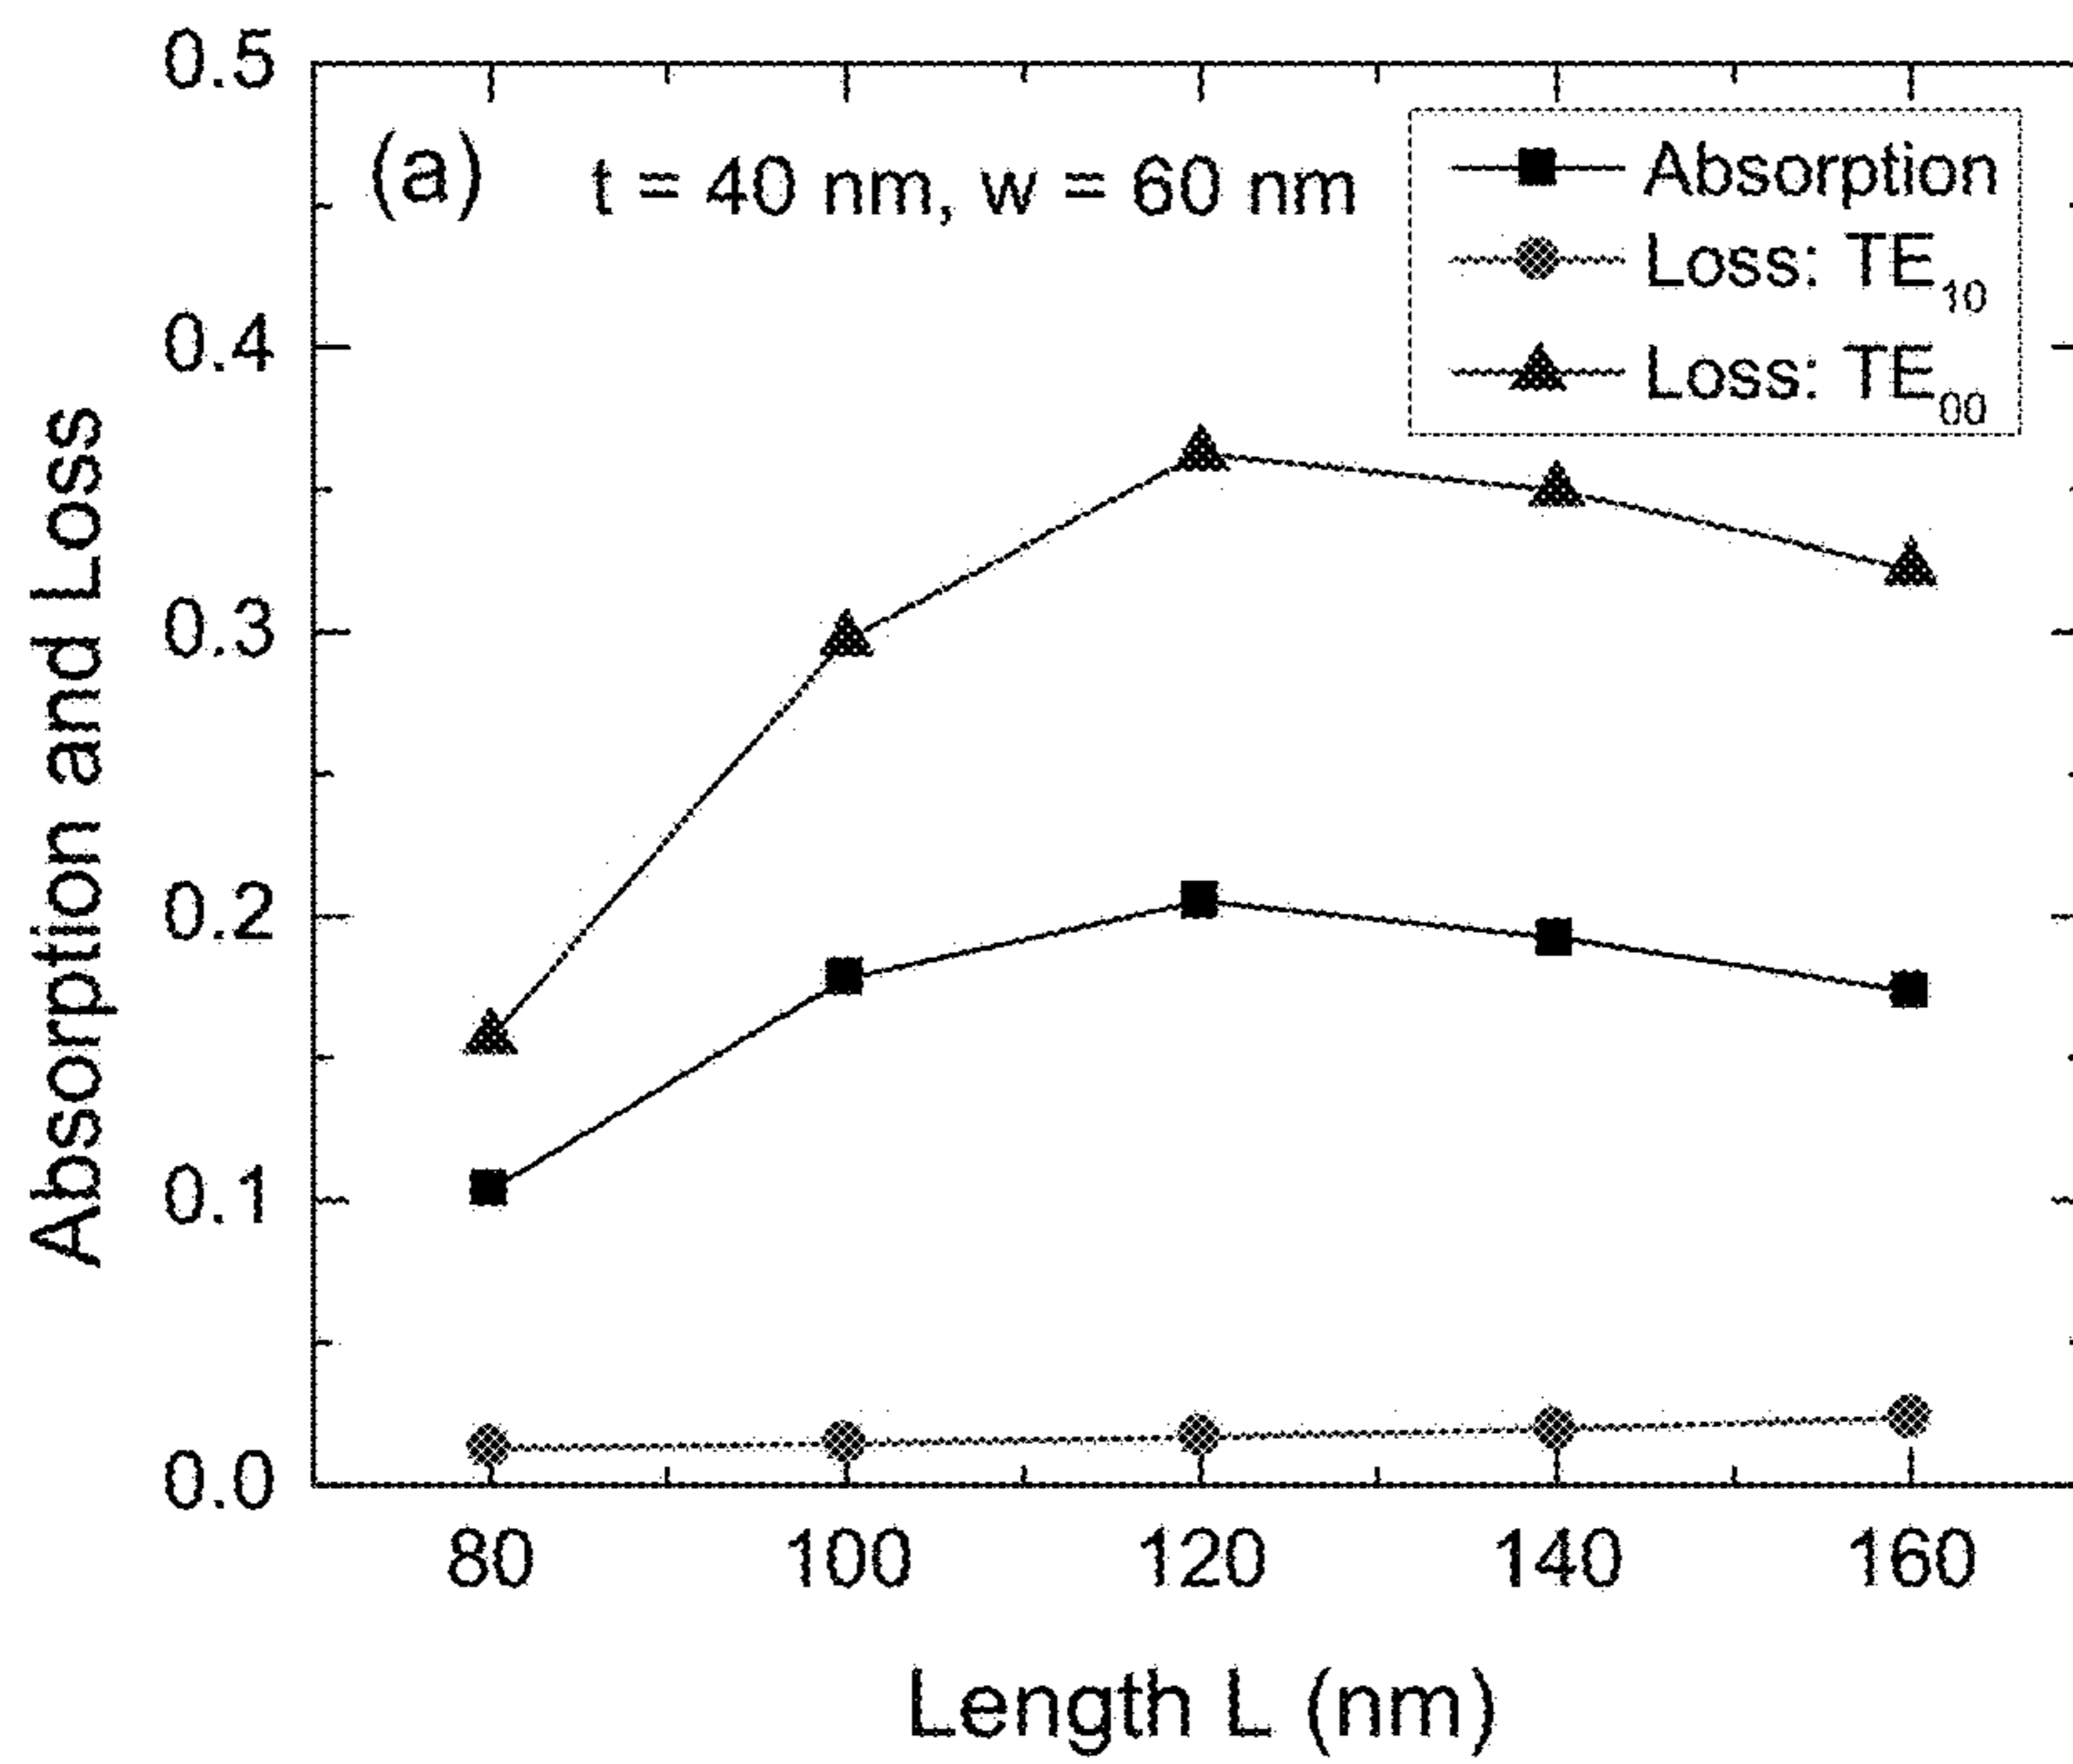 0.5
(a) t = 40 nm, w = 60 nm
Absorption
Loss: TE10
Loss: TE00
0.4
0.3
0.2
0.1
0.0
Absorption and Loss
80 100 120 140 160
Length L (nm)